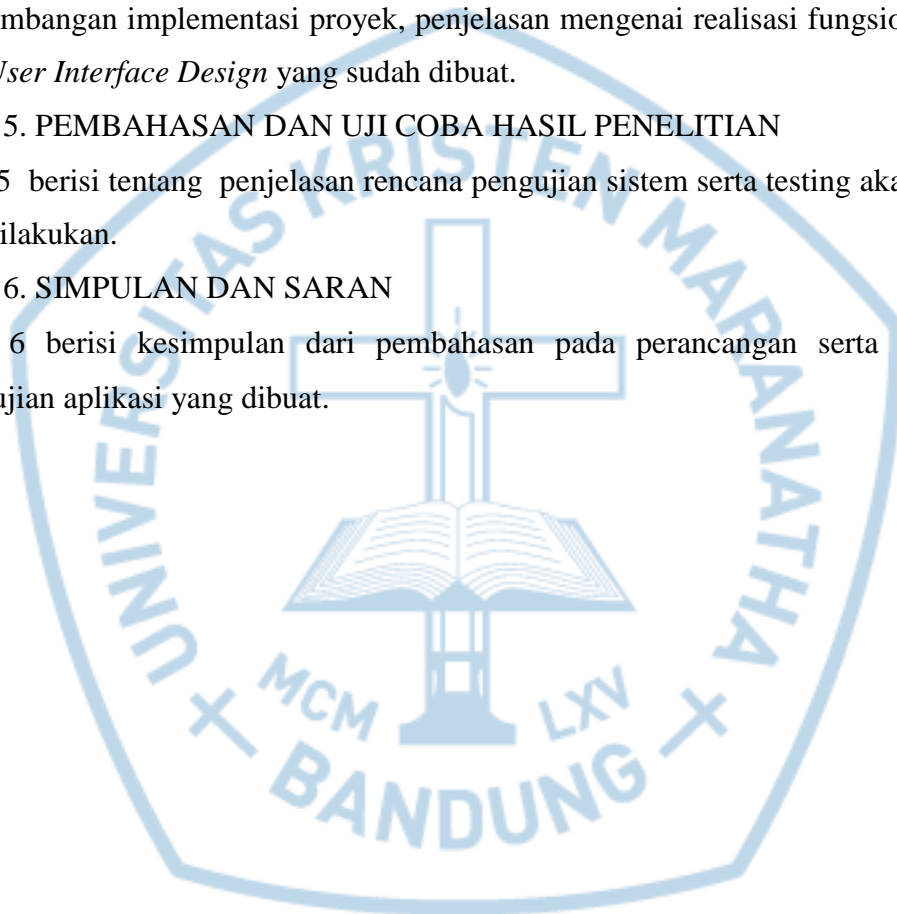 mbangan implementasi proyek, penjelasan mengenai realisasi fungsio
User Interface Design yang sudah dibuat.
5. PEMBAHASAN DAN UJI COBA HASIL PENELITIAN
5 berisi tentang penjelasan rencana pengujian sistem serta testing aka
ilakukan.
6. SIMPULAN DAN SARAN
6 berisi kesimpulan dari pembahasan pada perancangan serta
ujian aplikasi yang dibuat.
UNIVERSITAS KRISTEN MARANATHA
MCM LXV
BANDUNG